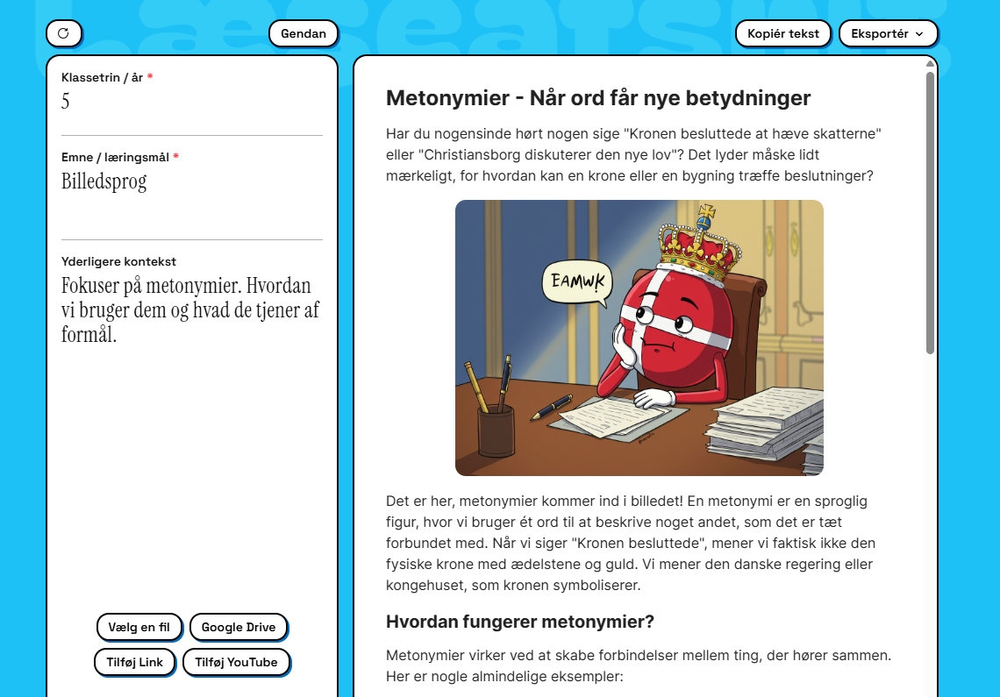 Læseafsnit
Gendan
Kopiér tekst
Eksportér
Klassetrin / år *
5
Emne / læringsmål *
Billedsprog
Yderligere kontekst
Fokuser på metonymier. Hvordan
vi bruger dem og hvad de tjener af
formål.
Vælg en fil
Google Drive
Tilføj Link
Tilføj YouTube
Metonymier - Når ord får nye betydninger
Har du nogensinde hørt nogen sige "Kronen besluttede at hæve skatterne"
eller "Christiansborg diskuterer den nye lov"? Det lyder måske lidt
mærkeligt, for hvordan kan en krone eller en bygning træffe beslutninger?
EAMWK
Det er her, metonymier kommer ind i billedet! En metonymi er en sproglig
figur, hvor vi bruger ét ord til at beskrive noget andet, som det er tæt
forbundet med. Når vi siger "Kronen besluttede", mener vi faktisk ikke den
fysiske krone med ædelstene og guld. Vi mener den danske regering eller
kongehuset, som kronen symboliserer.
Hvordan fungerer metonymier?
Metonymier virker ved at skabe forbindelser mellem ting, der hører sammen.
Her er nogle almindelige eksempler: